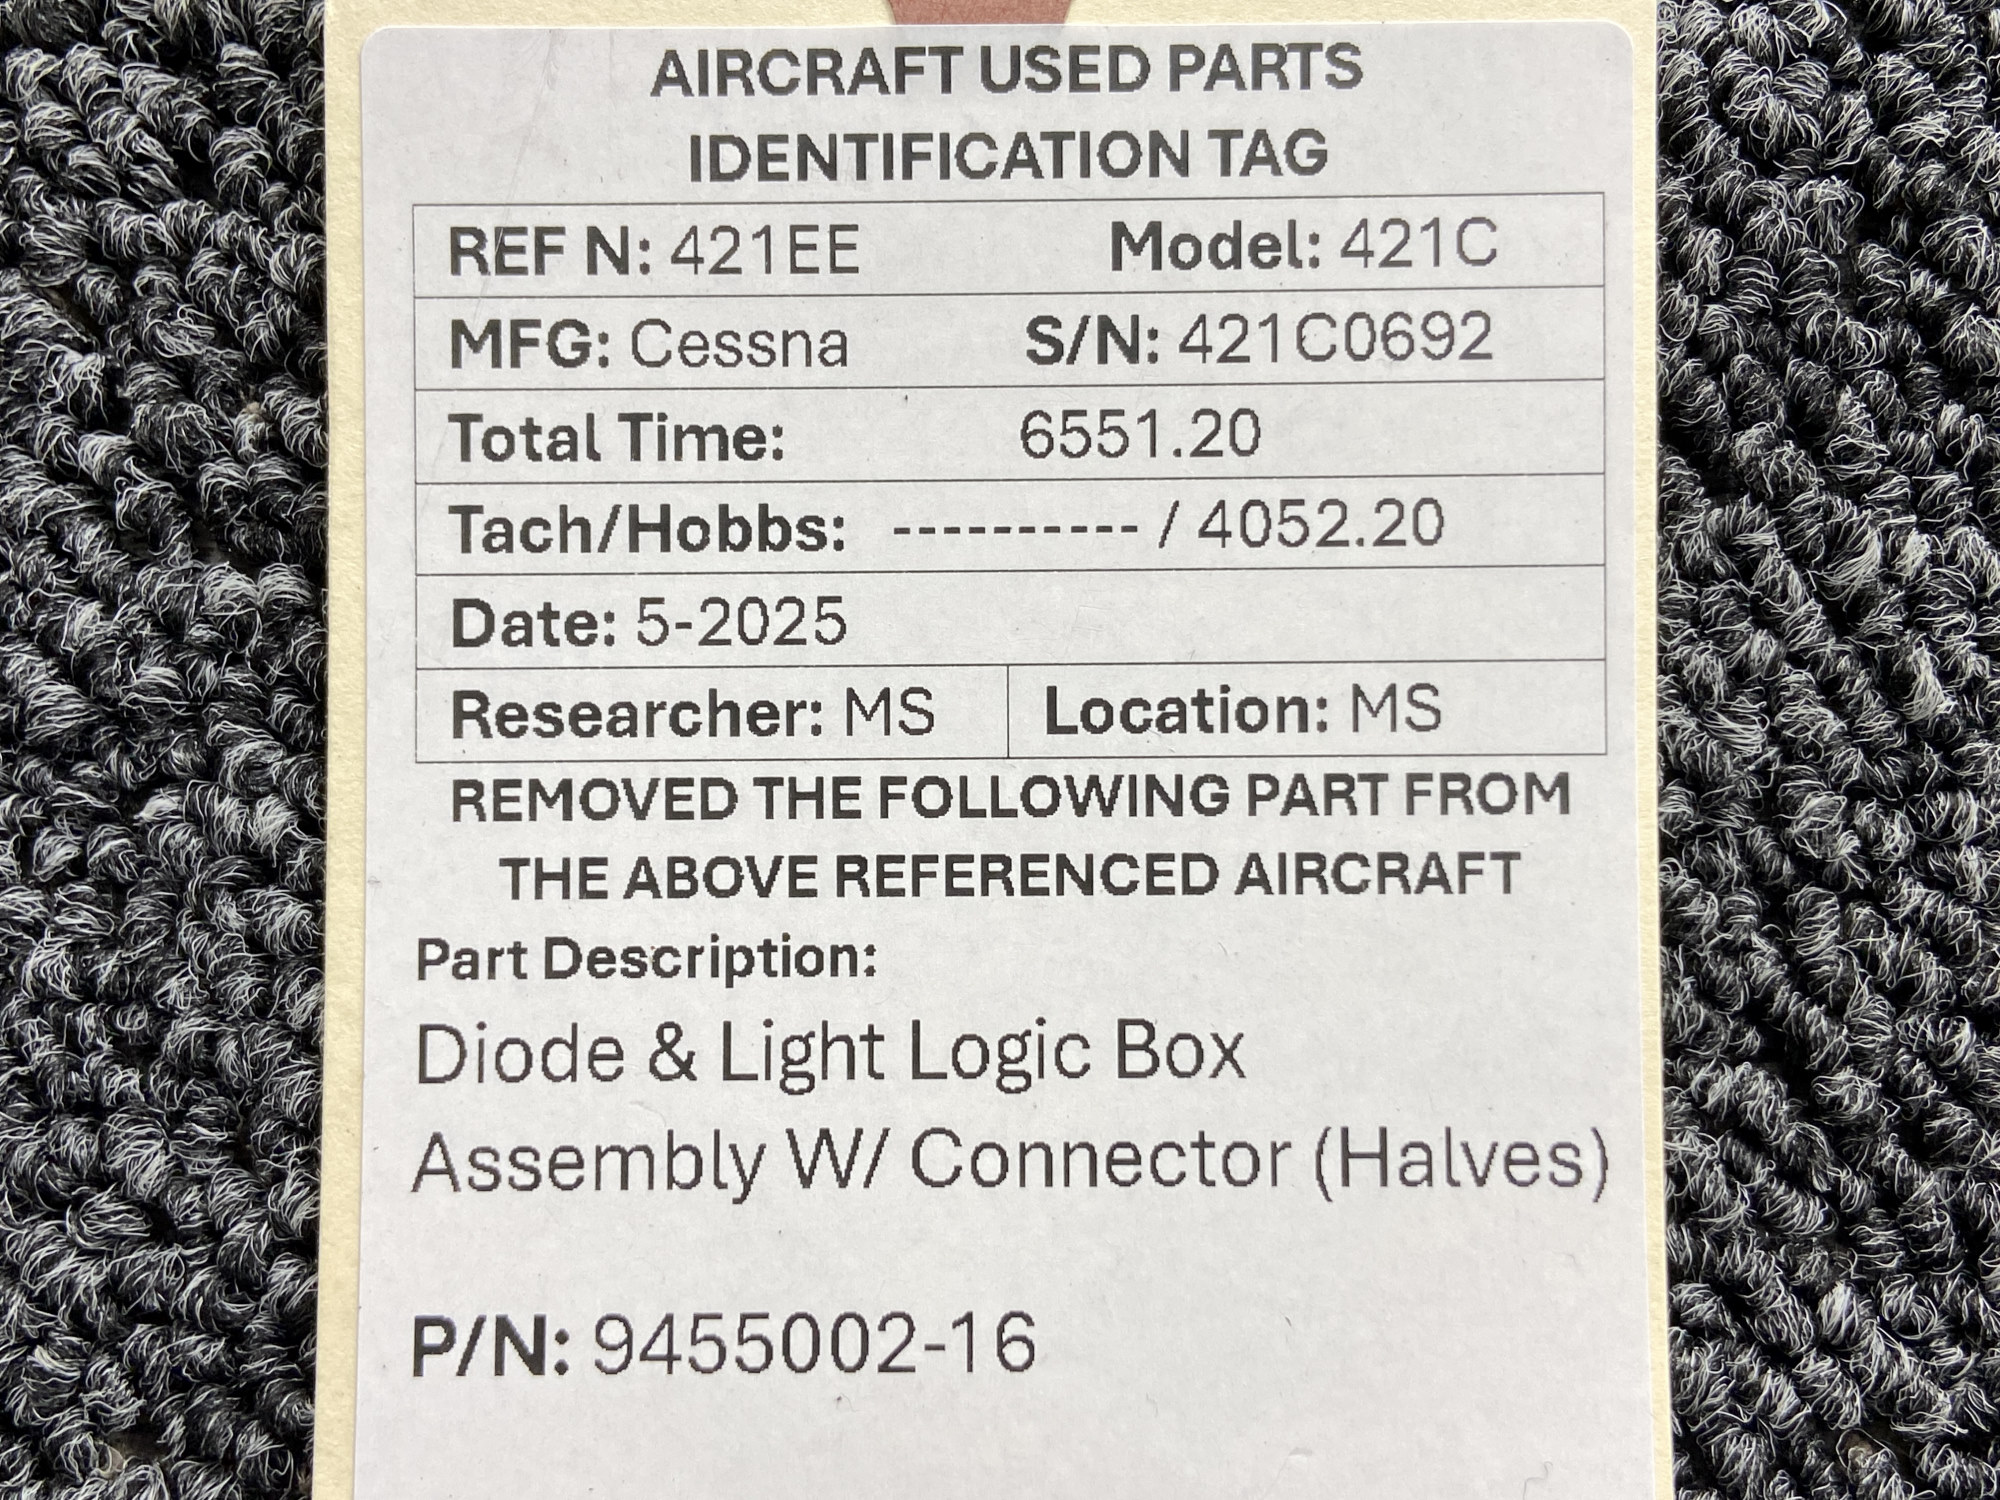 AIRCRAFT USED PARTS
IDENTIFICATION TAG
REF N: 421EE Model: 421C
MFG: Cessna S/N: 421C0692
Total Time: 6551.20
Tach/Hobbs: ---------- / 4052.20
Date: 5-2025
Researcher: MS Location: MS
REMOVED THE FOLLOWING PART FROM
THE ABOVE REFERENCED AIRCRAFT
Part Description:
Diode & Light Logic Box
Assembly W/ Connector (Halves)
P/N: 9455002-16